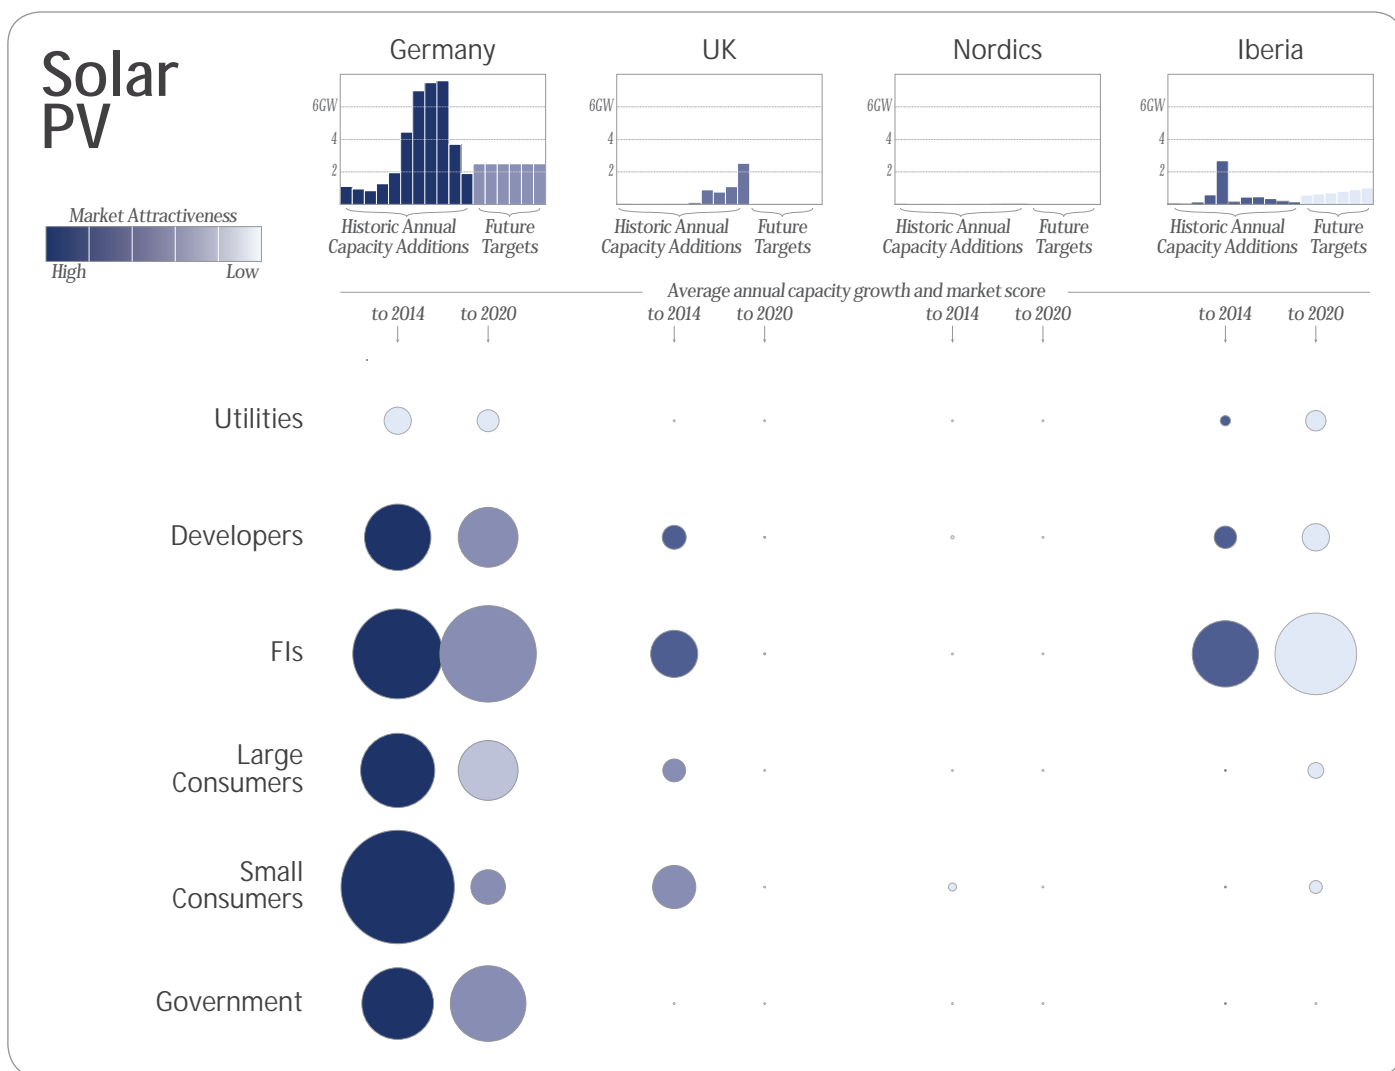 Solar
PV
Market Attractiveness
High
Low
Germany
6GW
4
2
Historic Annual
Capacity Additions
Future
Targets
UK
6GW
4
2
Historic Annual
Capacity Additions
Future
Targets
Nordics
6GW
4
2
Historic Annual
Capacity Additions
Future
Targets
Iberia
6GW
4
2
Historic Annual
Capacity Additions
Future
Targets
Average annual capacity growth and market score
to 2014
to 2020
to 2014
to 2020
to 2014
to 2020
to 2014
to 2020
Utilities
Developers
FIs
Large
Consumers
Small
Consumers
Government